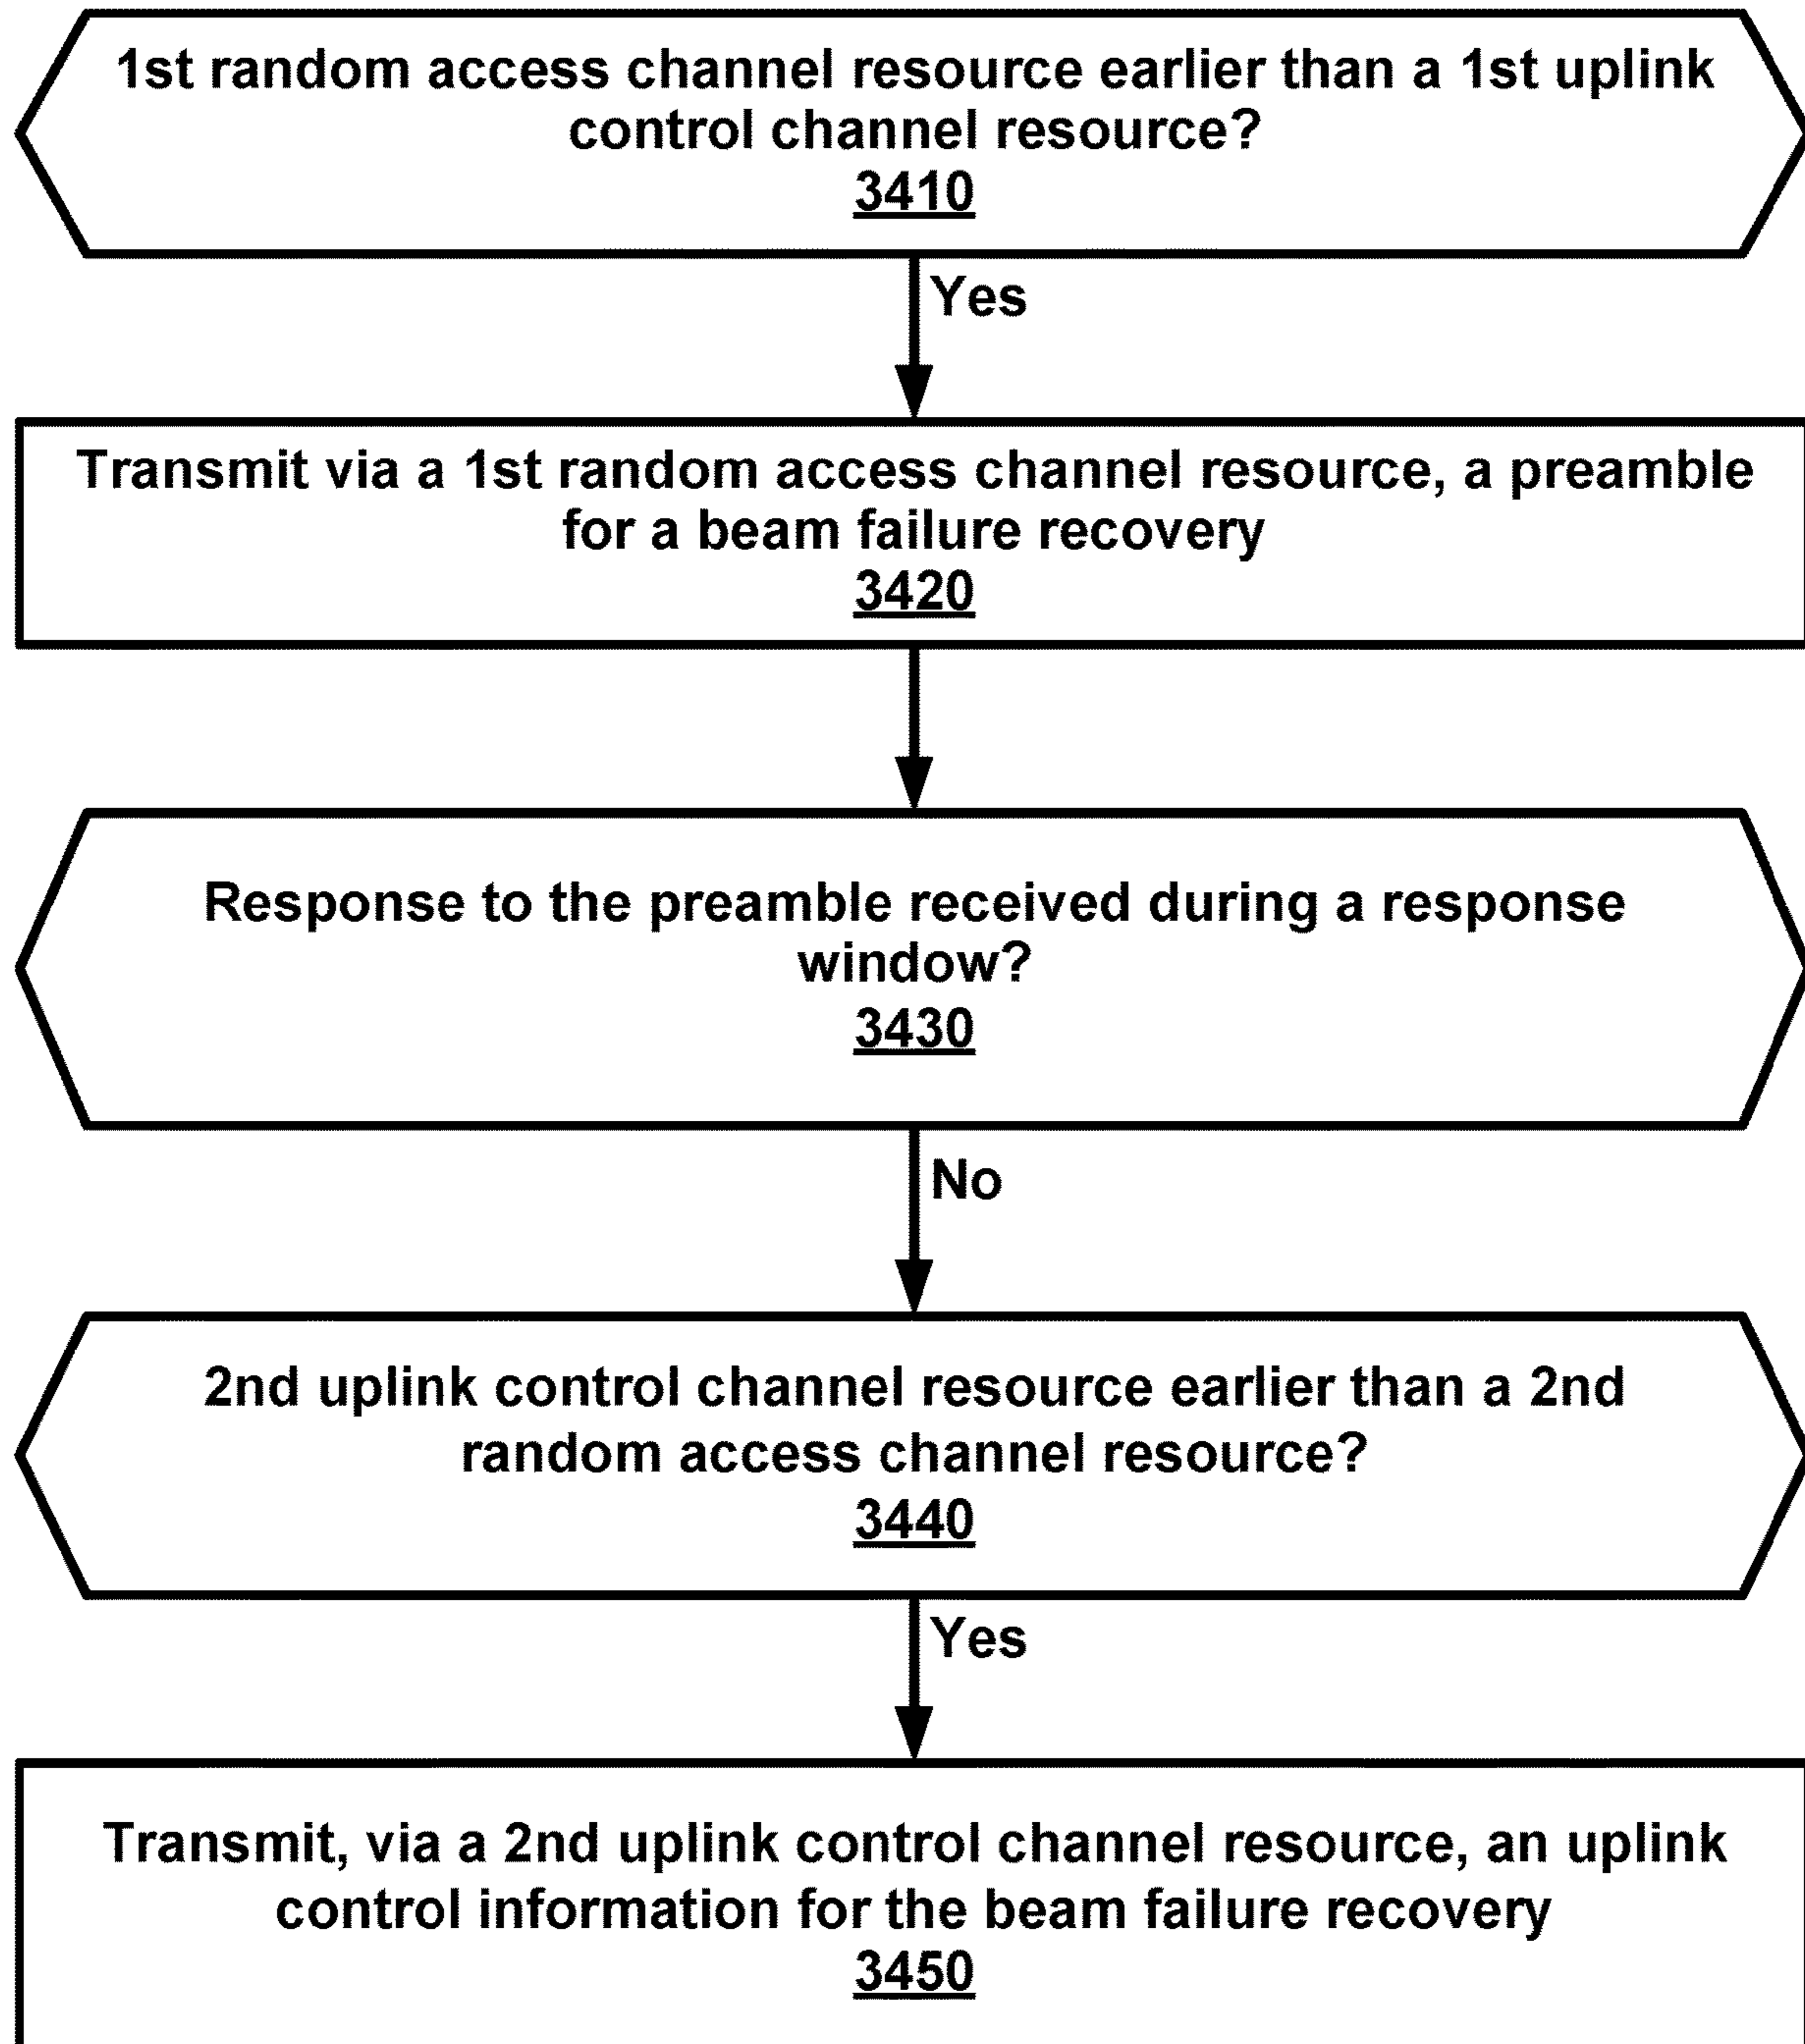 1st random access channel resource earlier than a 1st uplink
control channel resource?
3410
Yes
Transmit via a 1st random access channel resource, a preamble
for a beam failure recovery
3420
Response to the preamble received during a response
window?
3430
No
2nd uplink control channel resource earlier than a 2nd
random access channel resource?
3440
Yes
Transmit, via a 2nd uplink control channel resource, an uplink
control information for the beam failure recovery
3450